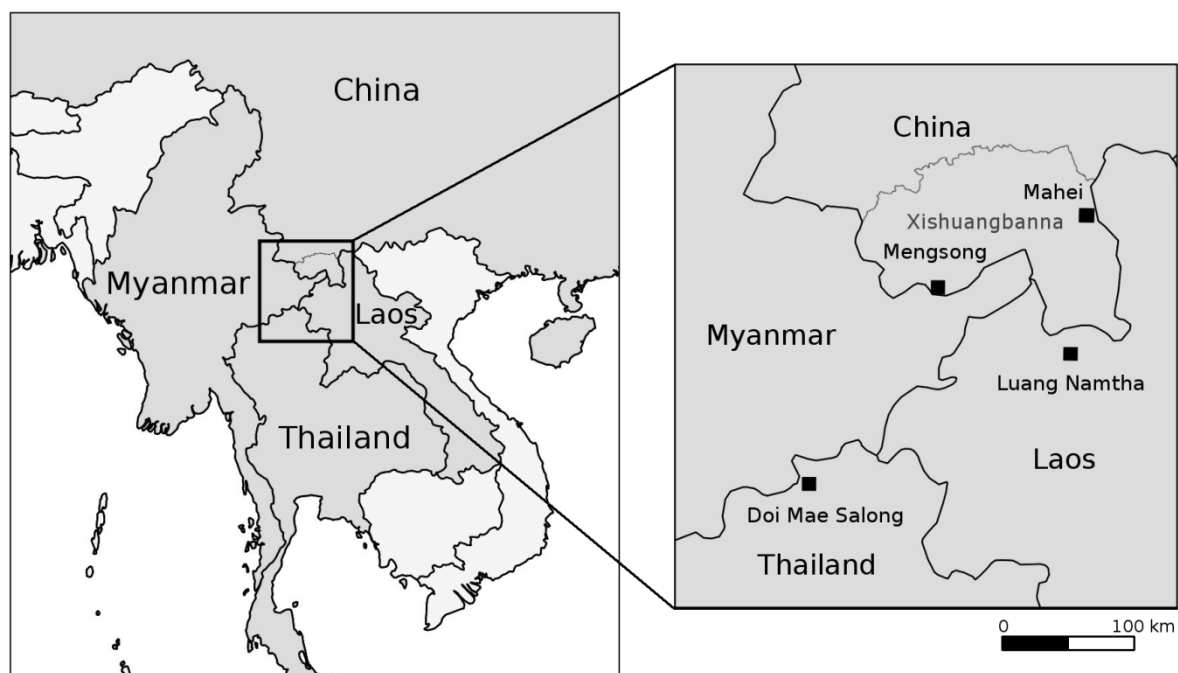 China
Myanmar
Laos
Thailand
China
Mahei
Xishuangbanna
Mengsong
Myanmar
Luang Namtha
Laos
Doi Mae Salong
Thailand
0 100 km